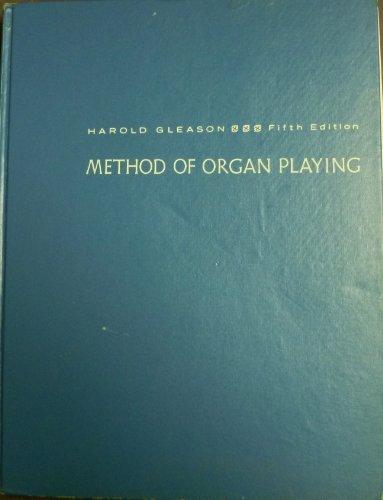 HAROLD GLEASON Fifth Edition
METHOD OF ORGAN PLAYING